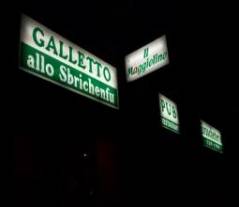 GALLETTO
allo Sbrichenfu
Il
Maggiolino
PUB